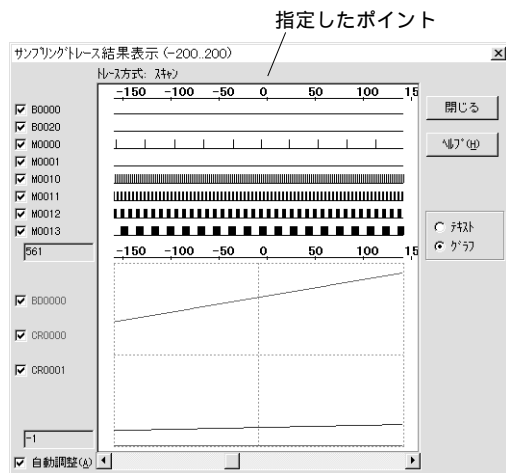 指定したポイント
サンプリングトレース結果表示 (-200..200)
トレース方式: スキャン
-150 -100 -50 0 50 100 15
閉じる
B0000
B0020
ヘルプ(H)
M0000
M0001
M0010
M0011
M0012
テキスト
M0013
グラフ
561
-150 -100 -50 0 50 100 15
BD0000
CR0000
CR0001
-1
自動調整(A)